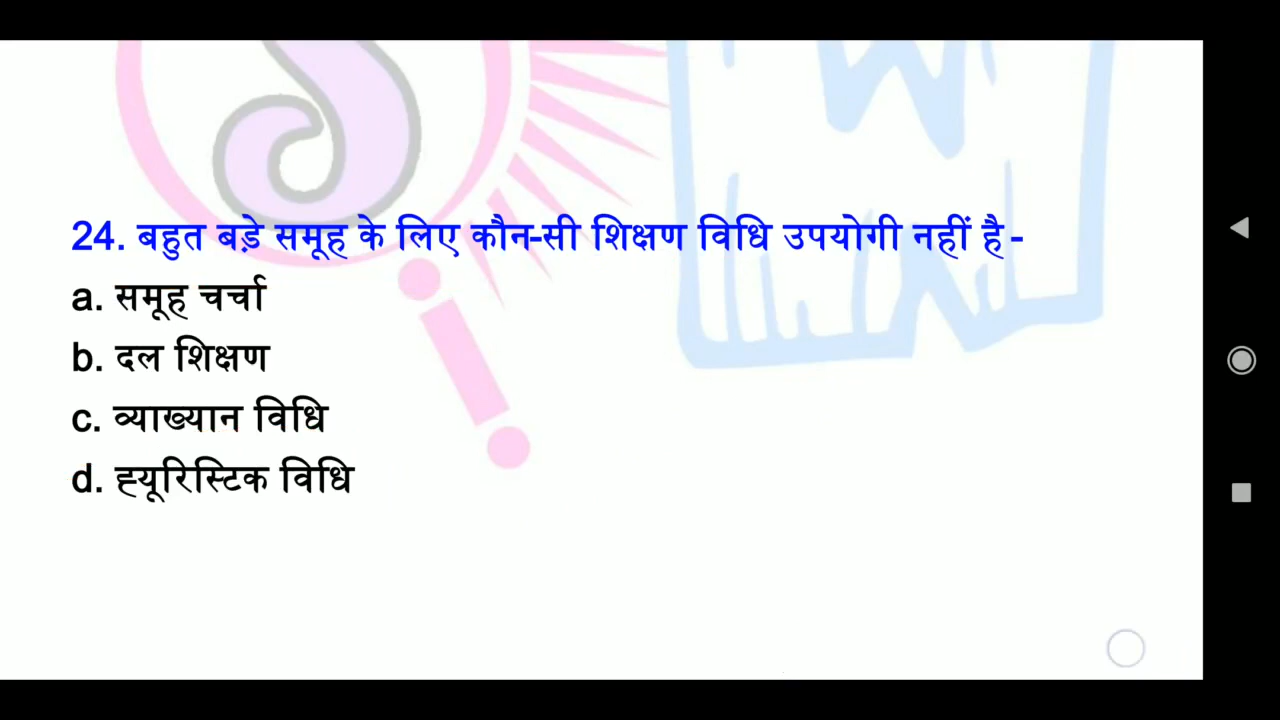 24. बहुत बड़े समूह के लिए कौन-सी शिक्षण विधि उपयोगी नहीं है -
a. समूह चर्चा
b. दल शिक्षण
c. व्याख्यान विधि
d. ह्यूरिस्टिक विधि